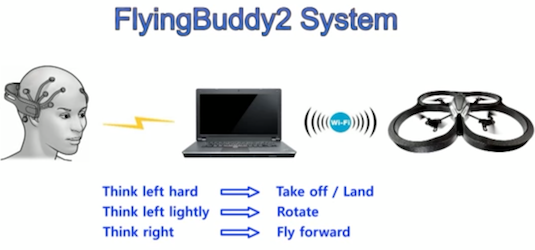 FlyingBuddy2 System
Wi-Fi
Think left hard Take off / Land
Think left lightly Rotate
Think right Fly forward